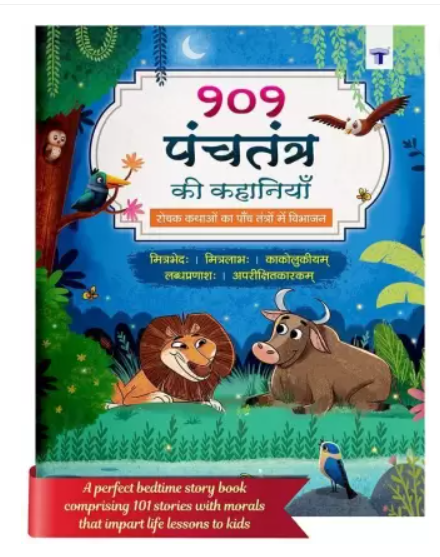 १०१
पंचतंत्र
की कहानियाँ
रोचक कथाओं का पाँच तंत्रों में विभाजन
मित्रभेदः । मित्रलाभः । काकोलुकीयम्
लब्धप्रणाशः । अपरीक्षितकारकम्
A perfect bedtime story book
comprising 101 stories with morals
that impart life lessons to kids